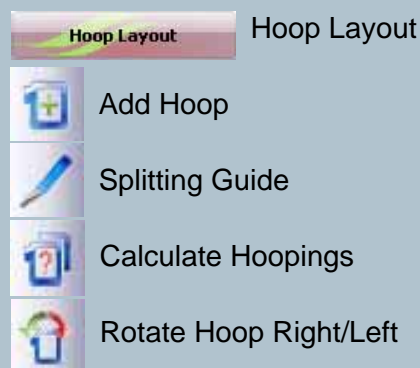 Hoop Layout Hoop Layout
Add Hoop
Splitting Guide
? Calculate Hoopings
Rotate Hoop Right/Left